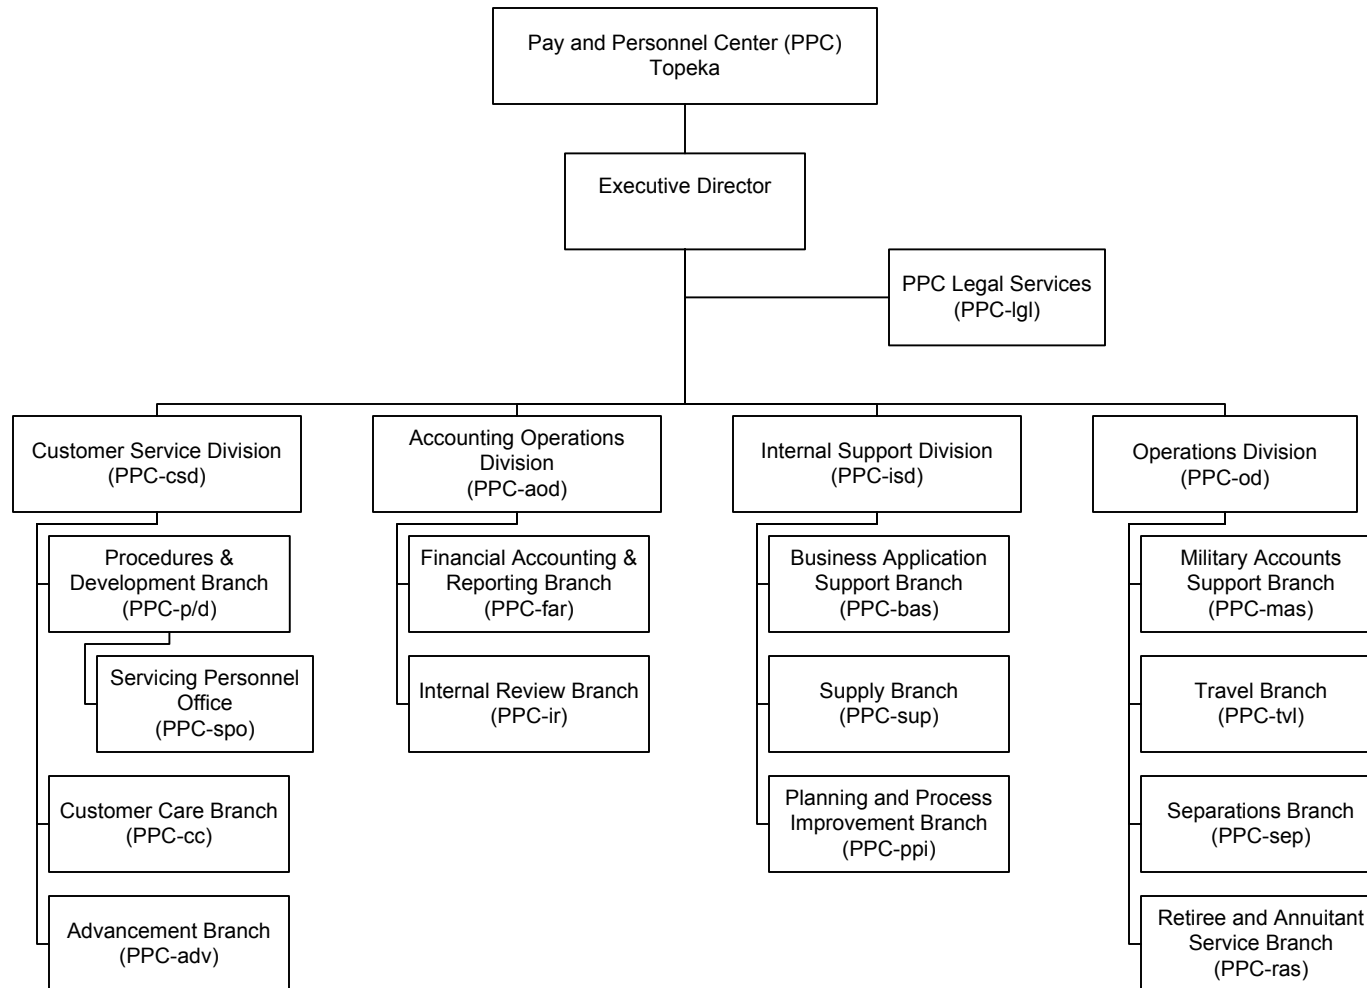 Pay and Personnel Center (PPC)
Topeka
Executive Director
PPC Legal Services
(PPC-lgl)
Customer Service Division
(PPC-csd)
Accounting Operations
Division
(PPC-aod)
Internal Support Division
(PPC-isd)
Operations Division
(PPC-od)
Procedures &
Development Branch
(PPC-p/d)
Servicing Personnel
Office
(PPC-spo)
Customer Care Branch
(PPC-cc)
Advancement Branch
(PPC-adv)
Financial Accounting &
Reporting Branch
(PPC-far)
Internal Review Branch
(PPC-ir)
Business Application
Support Branch
(PPC-bas)
Supply Branch
(PPC-sup)
Planning and Process
Improvement Branch
(PPC-ppi)
Military Accounts
Support Branch
(PPC-mas)
Travel Branch
(PPC-tvl)
Separations Branch
(PPC-sep)
Retiree and Annuitant
Service Branch
(PPC-ras)